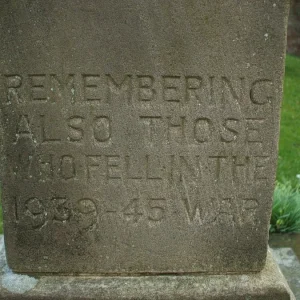 REMEMBERING
ALSO THOSE
WHO·FELL·IN THE
1939-45·WAR